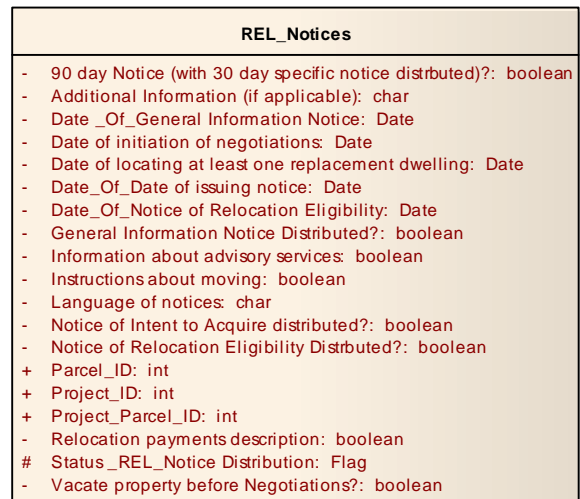 REL_Notices
- 90 day Notice (with 30 day specific notice distrbuted)?: boolean
- Additional Information (if applicable): char
- Date _Of_General Information Notice: Date
- Date of initiation of negotiations: Date
- Date of locating at least one replacement dwelling: Date
- Date_Of_Date of issuing notice: Date
- Date_Of_Notice of Relocation Eligibility: Date
- General Information Notice Distributed?: boolean
- Information about advisory services: boolean
- Instructions about moving: boolean
- Language of notices: char
- Notice of Intent to Acquire distributed?: boolean
- Notice of Relocation Eligibility Distrbuted?: boolean
+ Parcel_ID: int
+ Project_ID: int
+ Project_Parcel_ID: int
- Relocation payments description: boolean
# Status _REL_Notice Distribution: Flag
- Vacate property before Negotiations?: boolean